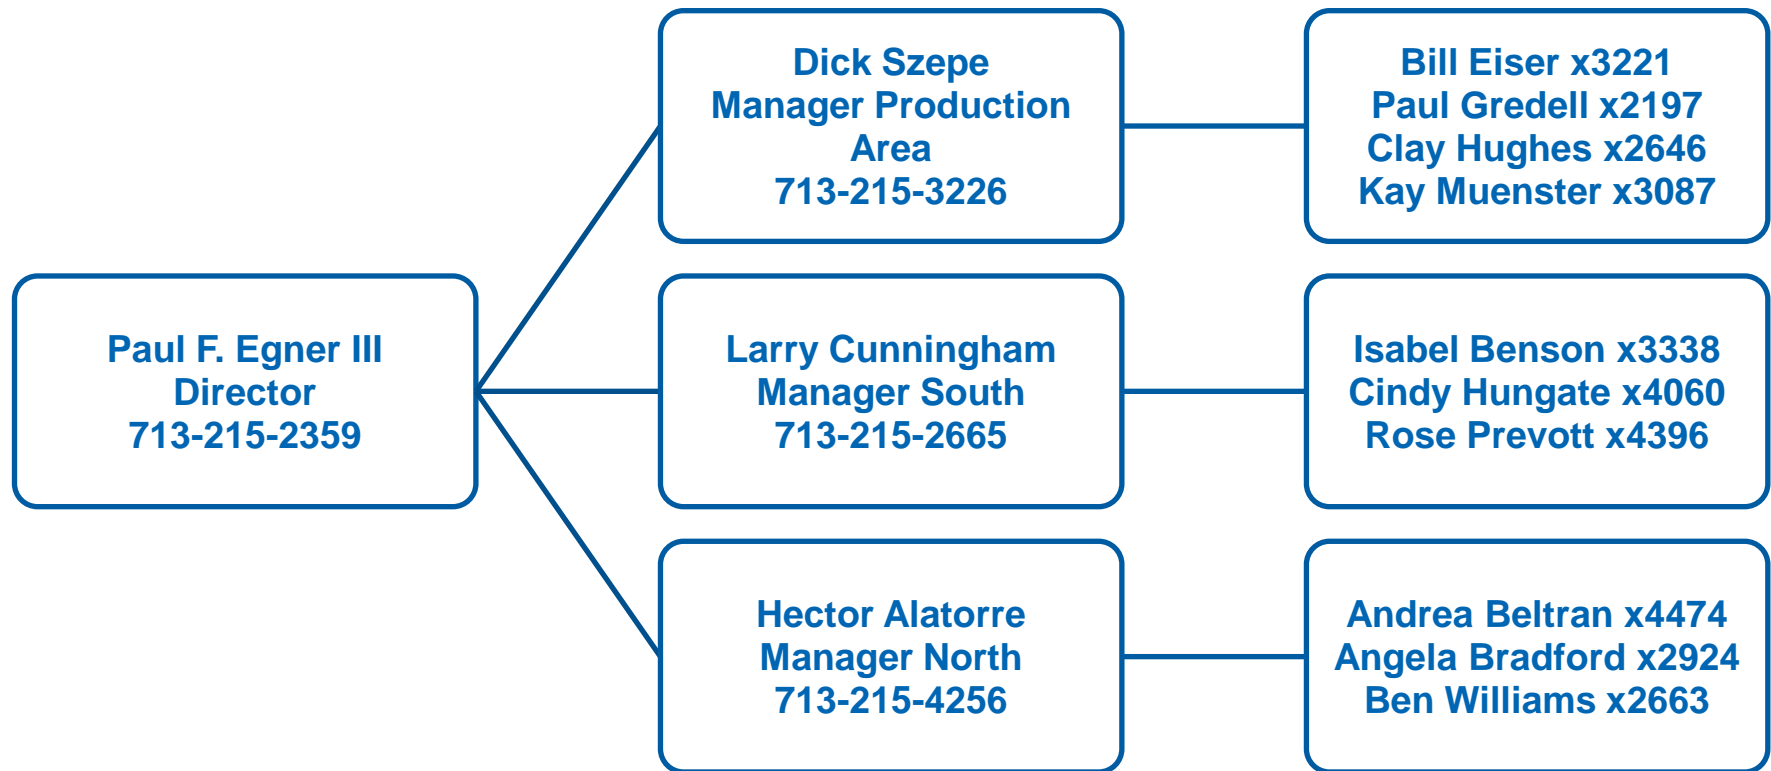 Paul F. Egner III
Director
713-215-2359
Dick Szepe
Manager Production
Area
713-215-3226
Bill Eiser x3221
Paul Gredell x2197
Clay Hughes x2646
Kay Muenster x3087
Larry Cunningham
Manager South
713-215-2665
Isabel Benson x3338
Cindy Hungate x4060
Rose Prevott x4396
Hector Alatorre
Manager North
713-215-4256
Andrea Beltran x4474
Angela Bradford x2924
Ben Williams x2663